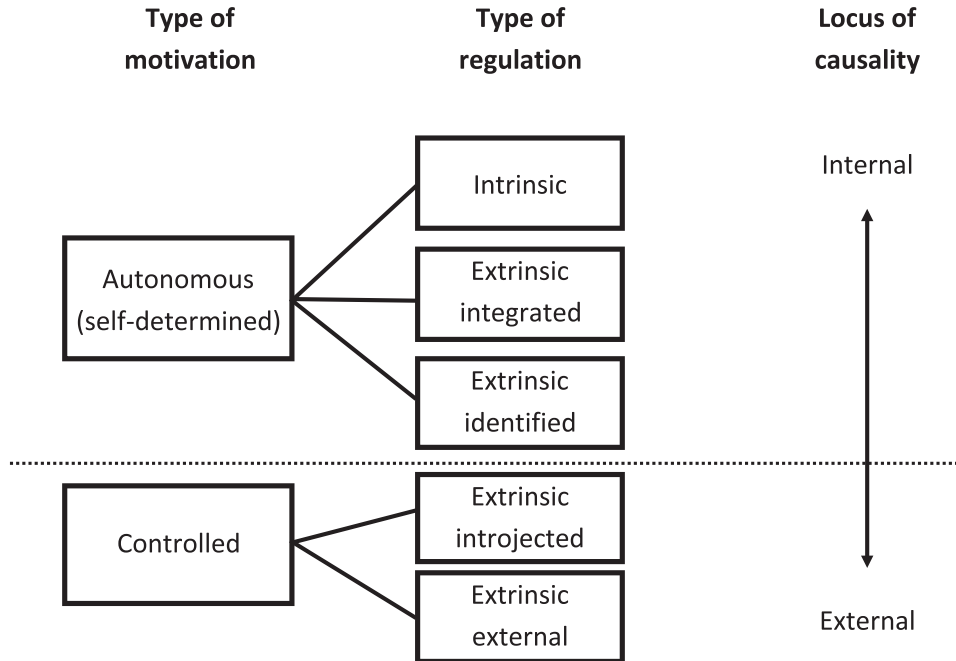 Type of
motivation
Type of
regulation
Locus of
causality
Internal
Intrinsic
Autonomous
(self-determined)
Extrinsic
integrated
Extrinsic
identified
Controlled
Extrinsic
introjected
Extrinsic
external
External